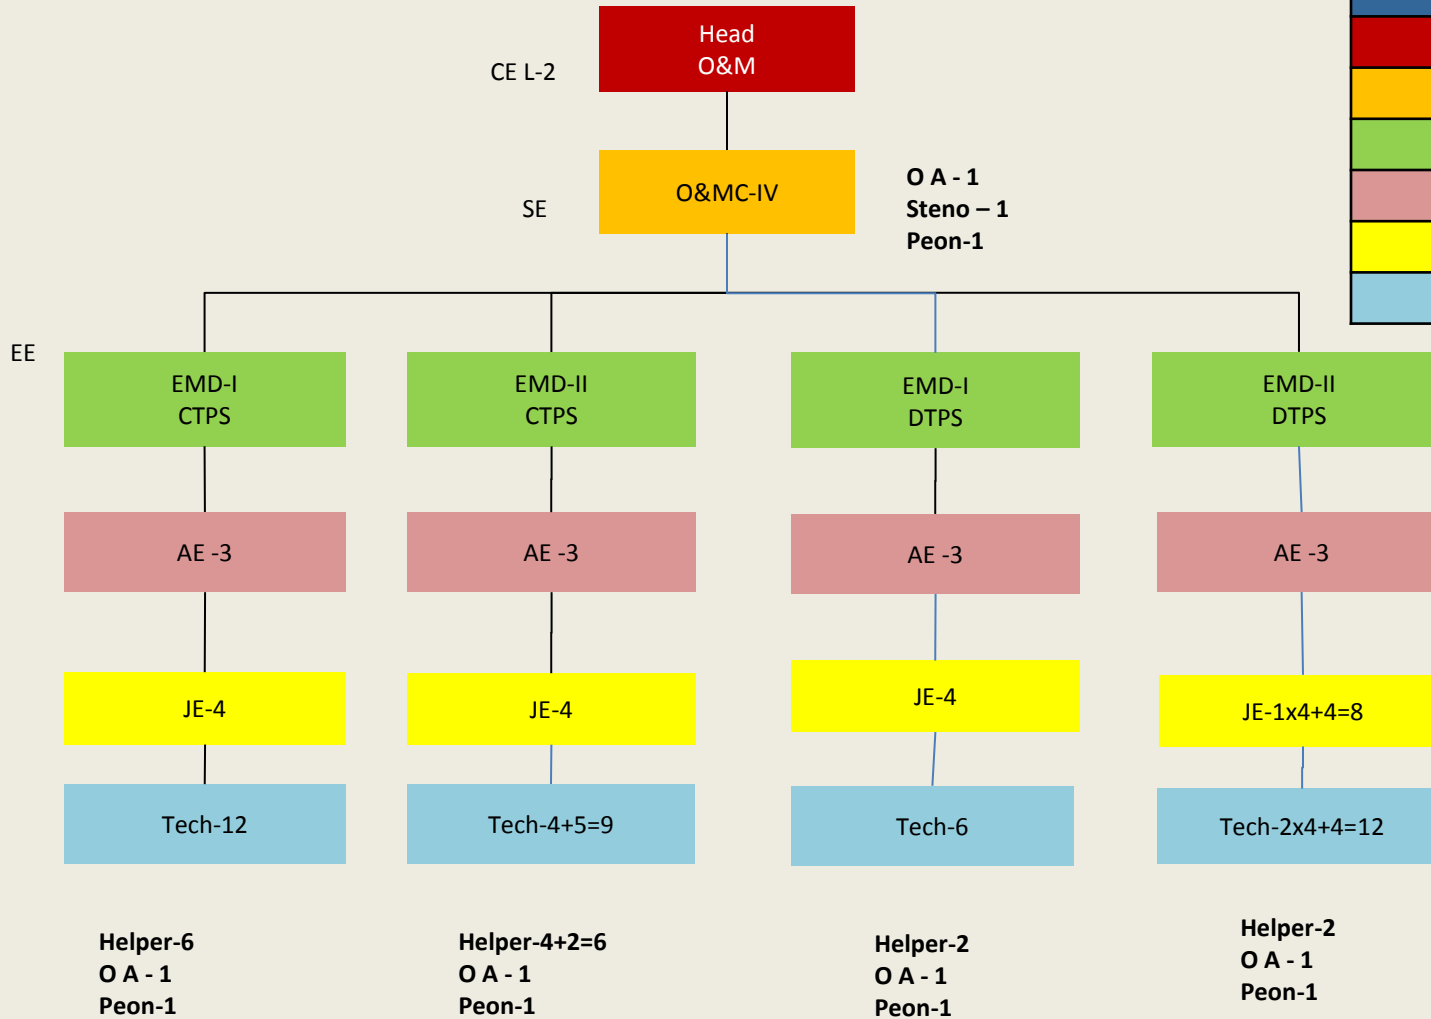 Head
O&M
CE L-2
O&MC-IV
SE
O A - 1
Steno – 1
Peon-1
EE
EMD-I
CTPS
EMD-II
CTPS
EMD-I
DTPS
EMD-II
DTPS
AE -3
AE -3
AE -3
AE -3
JE-4
JE-4
JE-4
JE-1x4+4=8
Tech-12
Tech-4+5=9
Tech-6
Tech-2x4+4=12
Helper-6
O A - 1
Peon-1
Helper-4+2=6
O A - 1
Peon-1
Helper-2
O A - 1
Peon-1
Helper-2
O A - 1
Peon-1